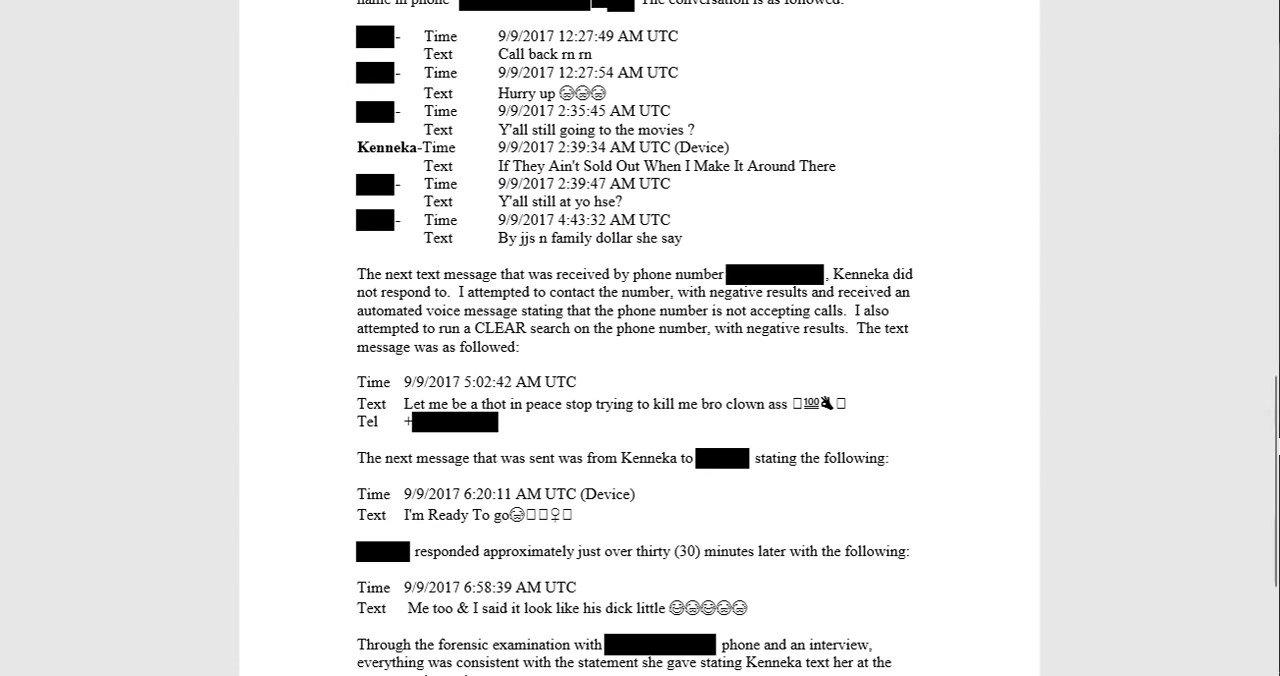 name in phone The conversation is as followed:
- Time 9/9/2017 12:27:49 AM UTC
Text Call back rn rn
- Time 9/9/2017 12:27:54 AM UTC
Text Hurry up 😪😪😪
- Time 9/9/2017 2:35:45 AM UTC
Text Y'all still going to the movies ?
Kenneka-Time 9/9/2017 2:39:34 AM UTC (Device)
Text If They Ain't Sold Out When I Make It Around There
- Time 9/9/2017 2:39:47 AM UTC
Text Y'all still at yo hse?
- Time 9/9/2017 4:43:32 AM UTC
Text By jjs n family dollar she say
The next text message that was received by phone number , Kenneka did
not respond to. I attempted to contact the number, with negative results and received an
automated voice message stating that the phone number is not accepting calls. I also
attempted to run a CLEAR search on the phone number, with negative results. The text
message was as followed:
Time 9/9/2017 5:02:42 AM UTC
Text Let me be a thot in peace stop trying to kill me bro clown ass □💯👌□
Tel +
The next message that was sent was from Kenneka to stating the following:
Time 9/9/2017 6:20:11 AM UTC (Device)
Text I'm Ready To go😪□□♀□
responded approximately just over thirty (30) minutes later with the following:
Time 9/9/2017 6:58:39 AM UTC
Text Me too & I said it look like his dick little 😂😪😂😪😪
Through the forensic examination with phone and an interview,
everything was consistent with the statement she gave stating Kenneka text her at the